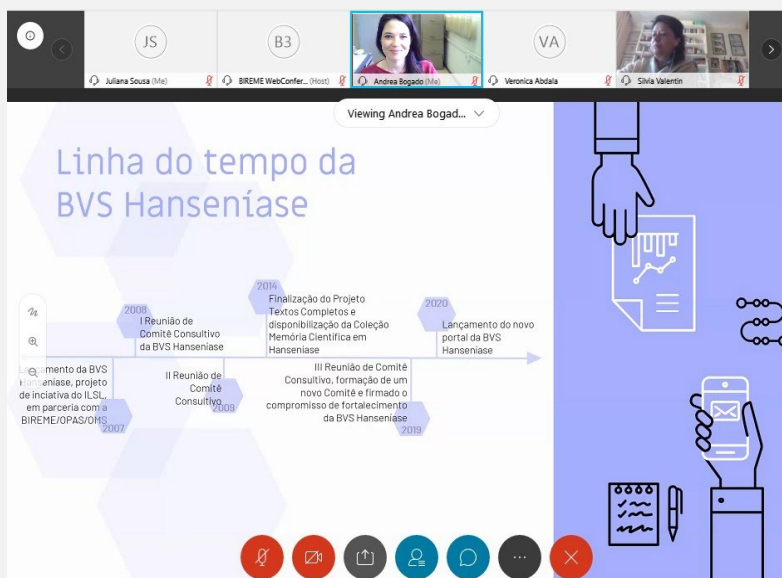 JS
B3
VA
Juliana Sousa (Me)
BIREME WebConfer... (Host)
Andrea Bogado (Me)
Veronica Abdala
Silvia Valentin
Viewing Andrea Bogad...
Linha do tempo da
BVS Hanseníase
2008
I Reunião de
Comitê Consultivo
da BVS Hanseníase
2014
Finalização do Projeto
Textos Completos e
disponibilização da Coleção
Memória Científica em
Hanseníase
2020
Lançamento do novo
portal da BVS
Hanseníase
Lançamento da BVS
Hanseníase, projeto
de inciativa do ILSL,
em parceria com a
BIREME/OPAS/OMS
2007
II Reunião de
Comitê
Consultivo
2009
III Reunião de Comitê
Consultivo, formação de um
novo Comitê e firmado o
compromisso de fortalecimento
da BVS Hanseníase
2019